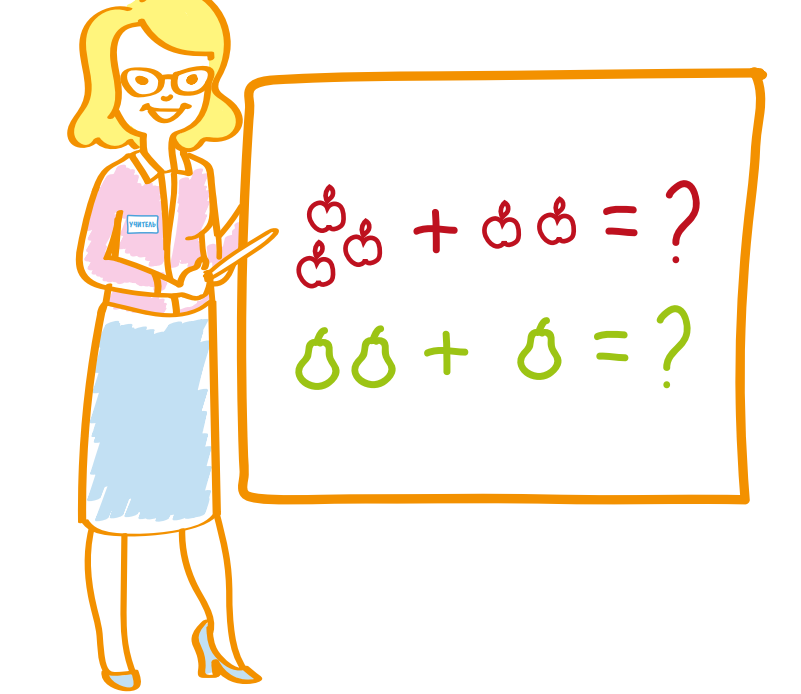 УЧИТЕЛЬ
+ = ?
+ = ?